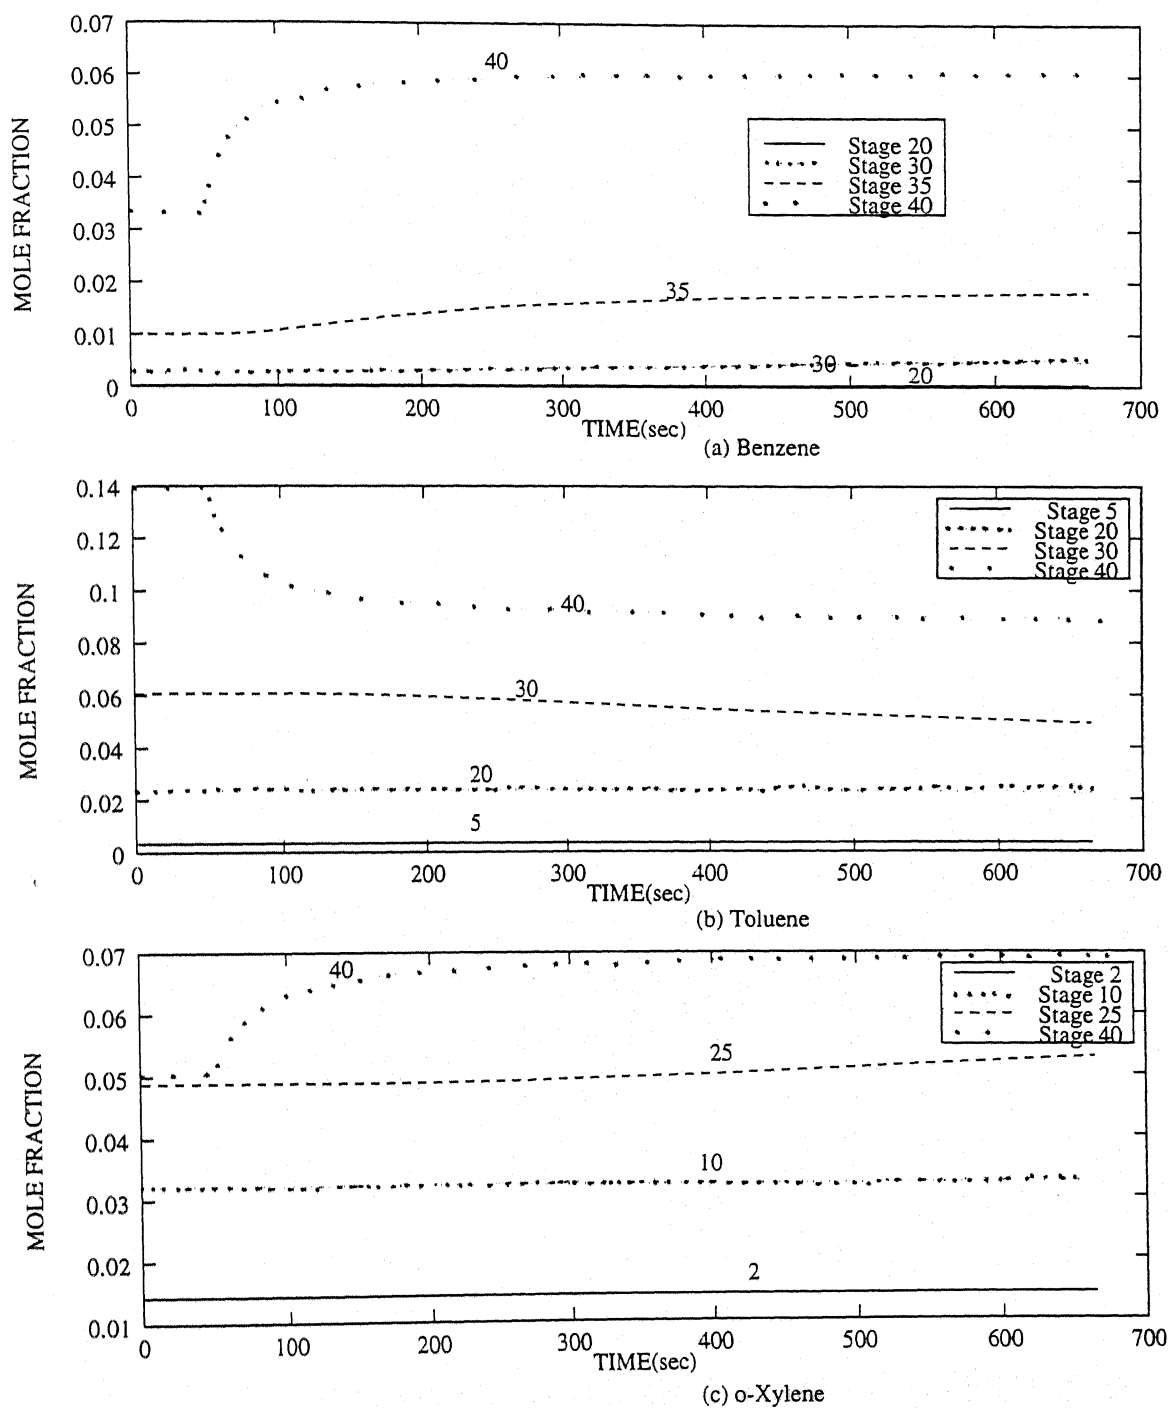 0.07
0.06
0.05
0.04
0.03
0.02
0.01
0
MOLE FRACTION
40
35
30
20
Stage 20
Stage 30
Stage 35
Stage 40
0 100 200 300 400 500 600 700
TIME(sec)
(a) Benzene
0.14
0.12
0.1
0.08
0.06
0.04
0.02
0
MOLE FRACTION
40
30
20
5
Stage 5
Stage 20
Stage 30
Stage 40
0 100 200 300 400 500 600 700
TIME(sec)
(b) Toluene
0.07
0.06
0.05
0.04
0.03
0.02
0.01
MOLE FRACTION
40
25
10
2
Stage 2
Stage 10
Stage 25
Stage 40
0 100 200 300 400 500 600 700
TIME(sec)
(c) o-Xylene